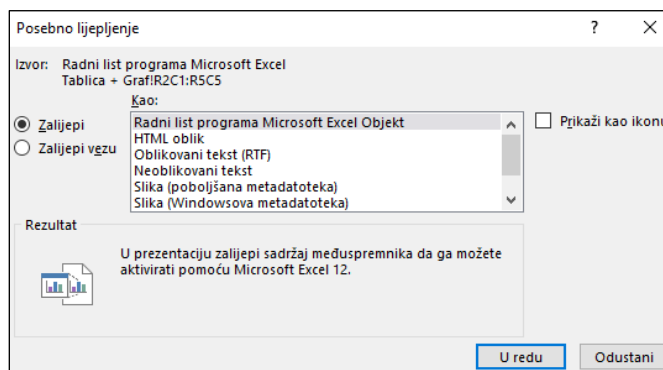 Posebno lijepljenje ? X
Izvor: Radni list programa Microsoft Excel
Tablica + Graf!R2C1:R5C5
Kao:
Zalijepi
Zalijepi vezu
Radni list programa Microsoft Excel Objekt
HTML oblik
Oblikovani tekst (RTF)
Neoblikovani tekst
Slika (poboljšana metadatoteka)
Slika (Windowsova metadatoteka)
Prikaži kao ikonu
Rezultat
U prezentaciju zalijepi sadržaj međuspremnika da ga možete
aktivirati pomoću Microsoft Excel 12.
U redu
Odustani